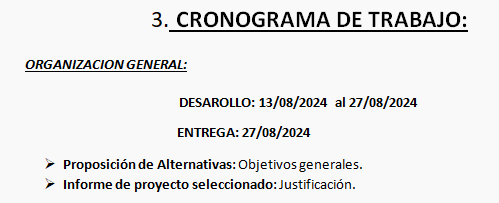 3. CRONOGRAMA DE TRABAJO:
ORGANIZACION GENERAL:
DESAROLLO: 13/08/2024 al 27/08/2024
ENTREGA: 27/08/2024
➢ Proposición de Alternativas: Objetivos generales.
➢ Informe de proyecto seleccionado: Justificación.